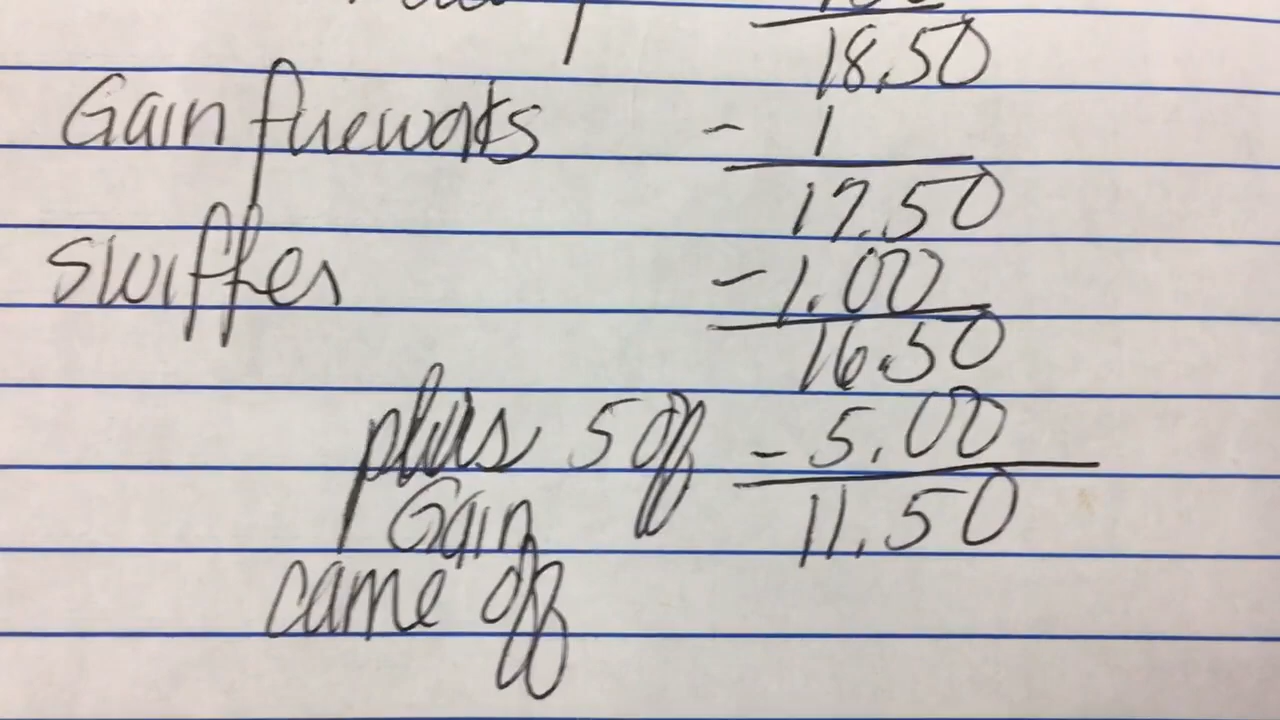 18.50
Gain fireworks - 1
17.50
swiffer - 1.00
16.50
plus 5 off - 5.00
Gain 11.50
came off